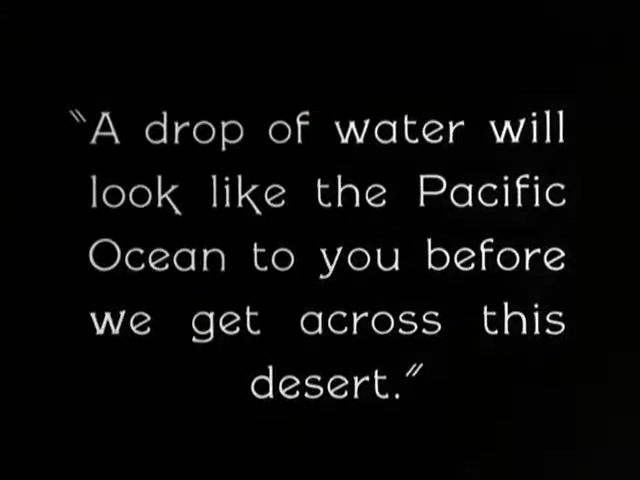 “A drop of water will
look like the Pacific
Ocean to you before
we get across this
desert.”